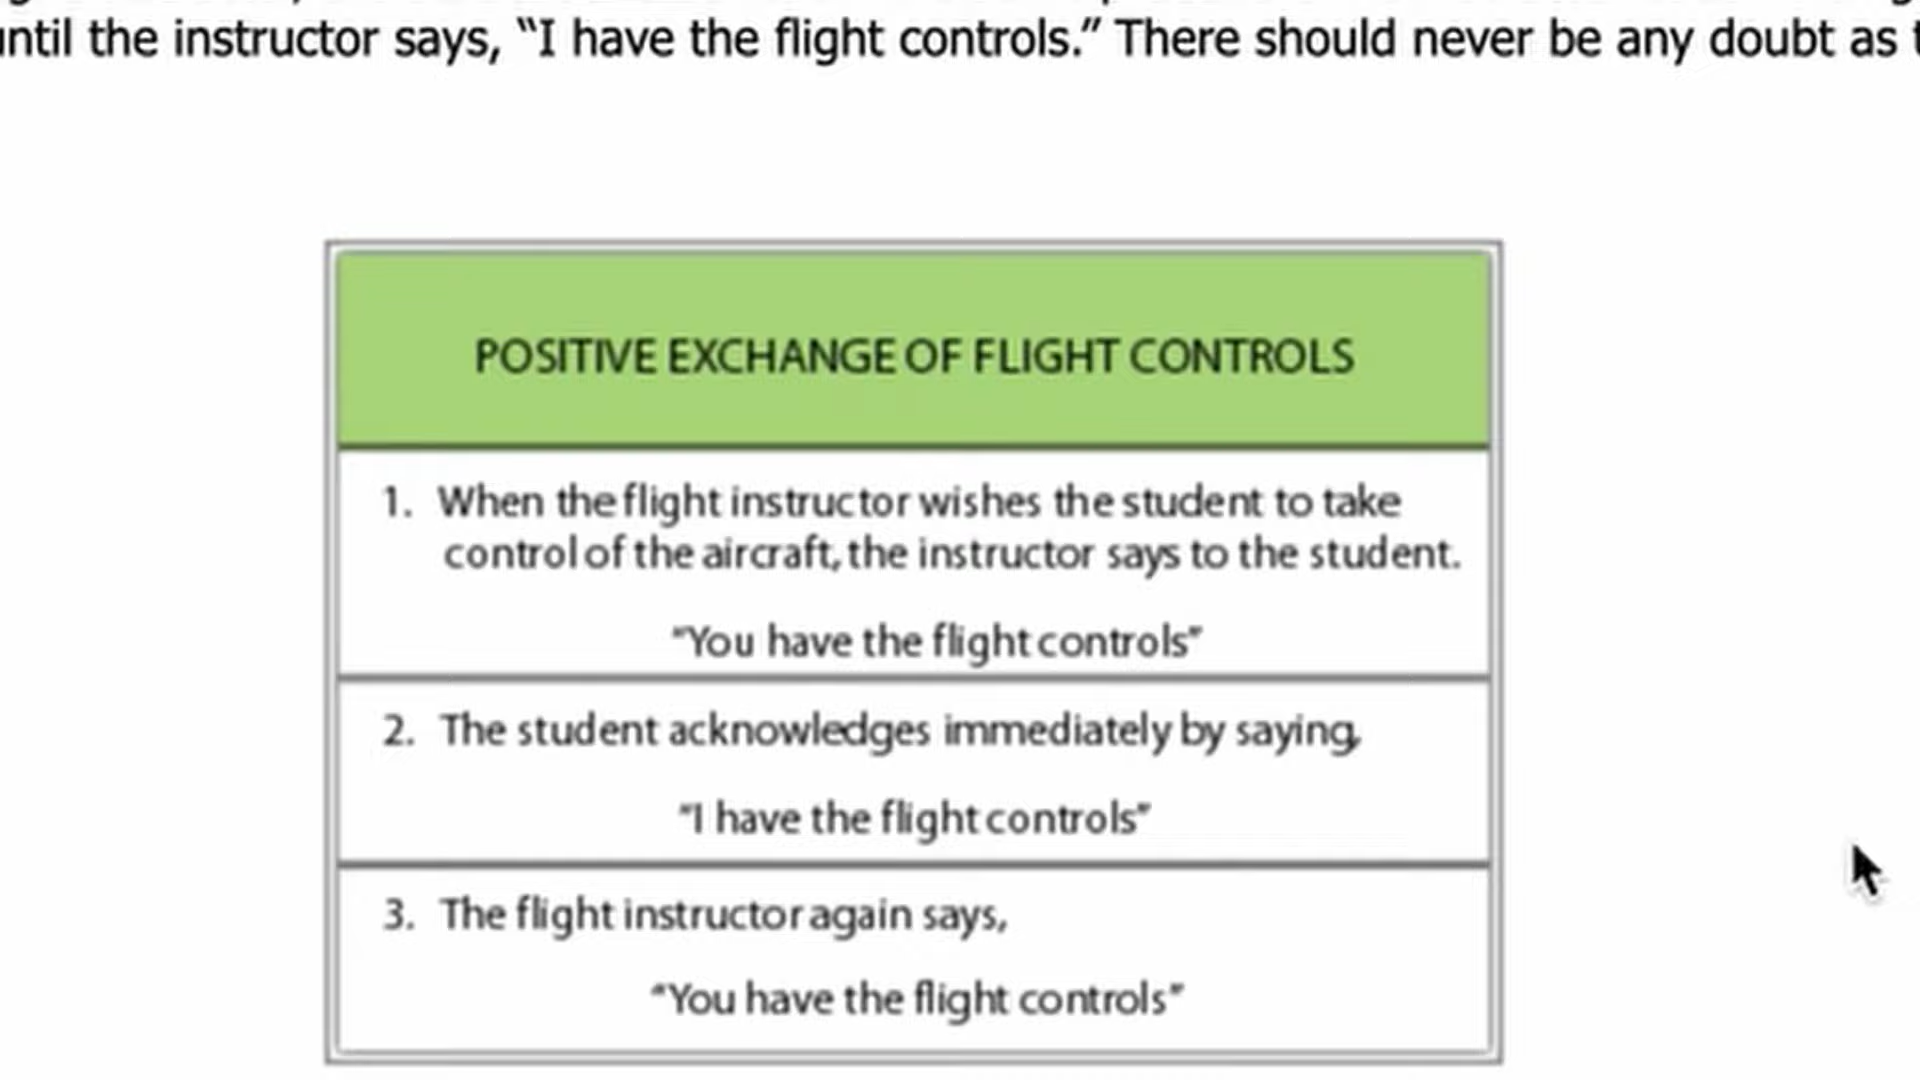 until the instructor says, “I have the flight controls.” There should never be any doubt as
POSITIVE EXCHANGE OF FLIGHT CONTROLS
1. When the flight instructor wishes the student to take
control of the aircraft, the instructor says to the student.
“You have the flight controls”
2. The student acknowledges immediately by saying,
“I have the flight controls”
3. The flight instructor again says,
“You have the flight controls”